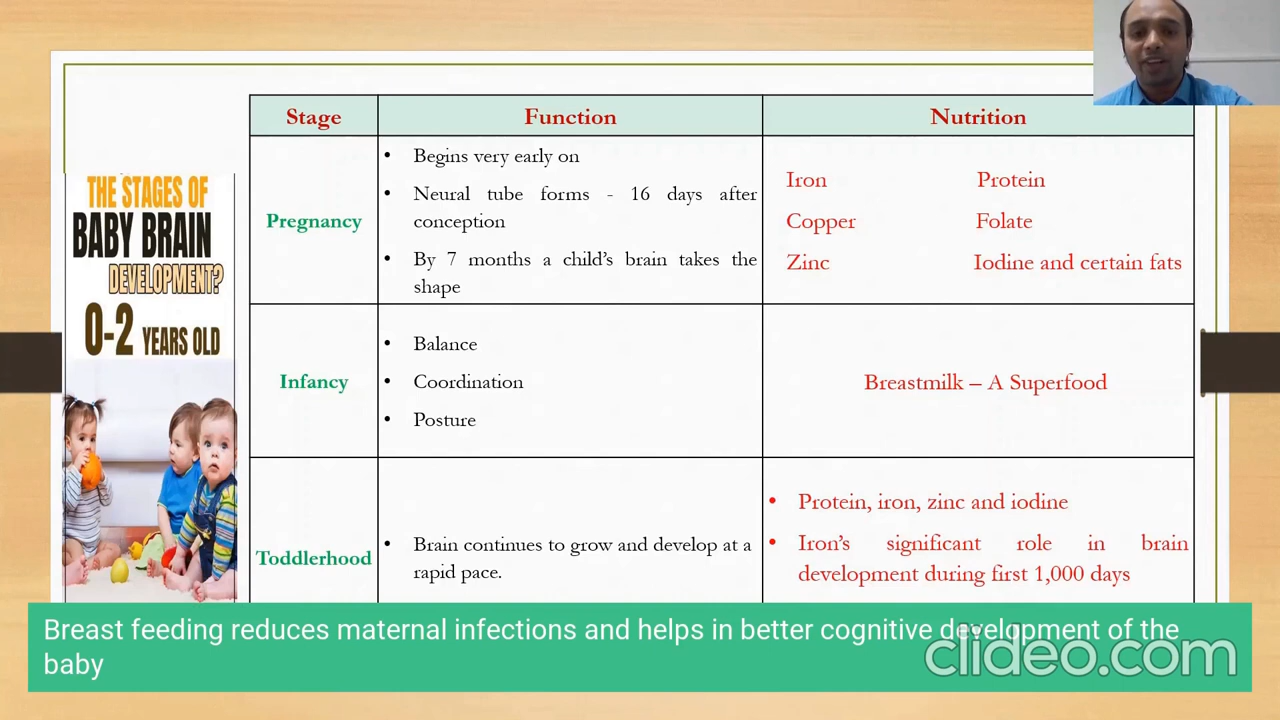 THE STAGES OF
BABY BRAIN
DEVELOPMENT?
0-2 YEARS OLD
Stage Function Nutrition
Pregnancy
• Begins very early on
• Neural tube forms - 16 days after
conception
• By 7 months a child's brain takes the
shape
Iron Protein
Copper Folate
Zinc Iodine and certain fats
Infancy
• Balance
• Coordination
• Posture
Breastmilk – A Superfood
Toddlerhood
• Brain continues to grow and develop at a
rapid pace.
• Protein, iron, zinc and iodine
• Iron's significant role in brain
development during first 1,000 days
Breast feeding reduces maternal infections and helps in better cognitive development of the
baby
clideo.com